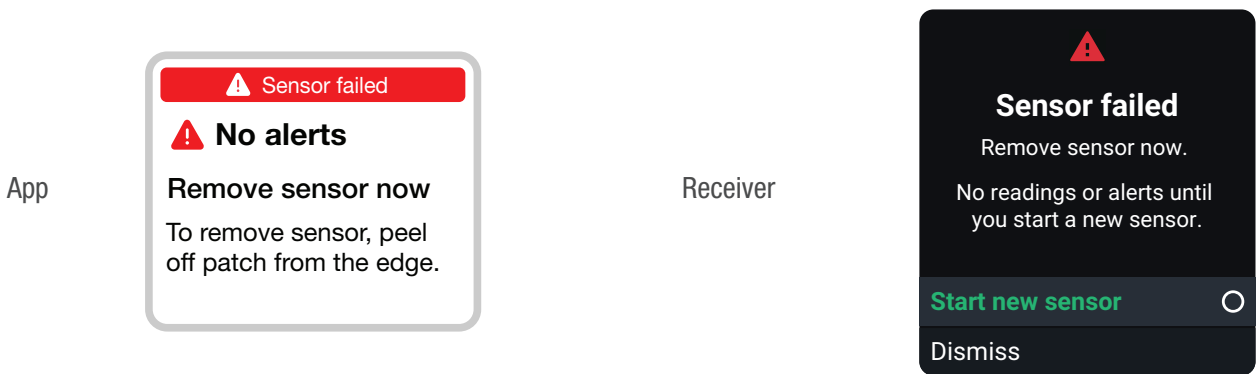 App
Sensor failed
No alerts
Remove sensor now
To remove sensor, peel
off patch from the edge.
Receiver
Sensor failed
Remove sensor now.
No readings or alerts until
you start a new sensor.
Start new sensor
Dismiss